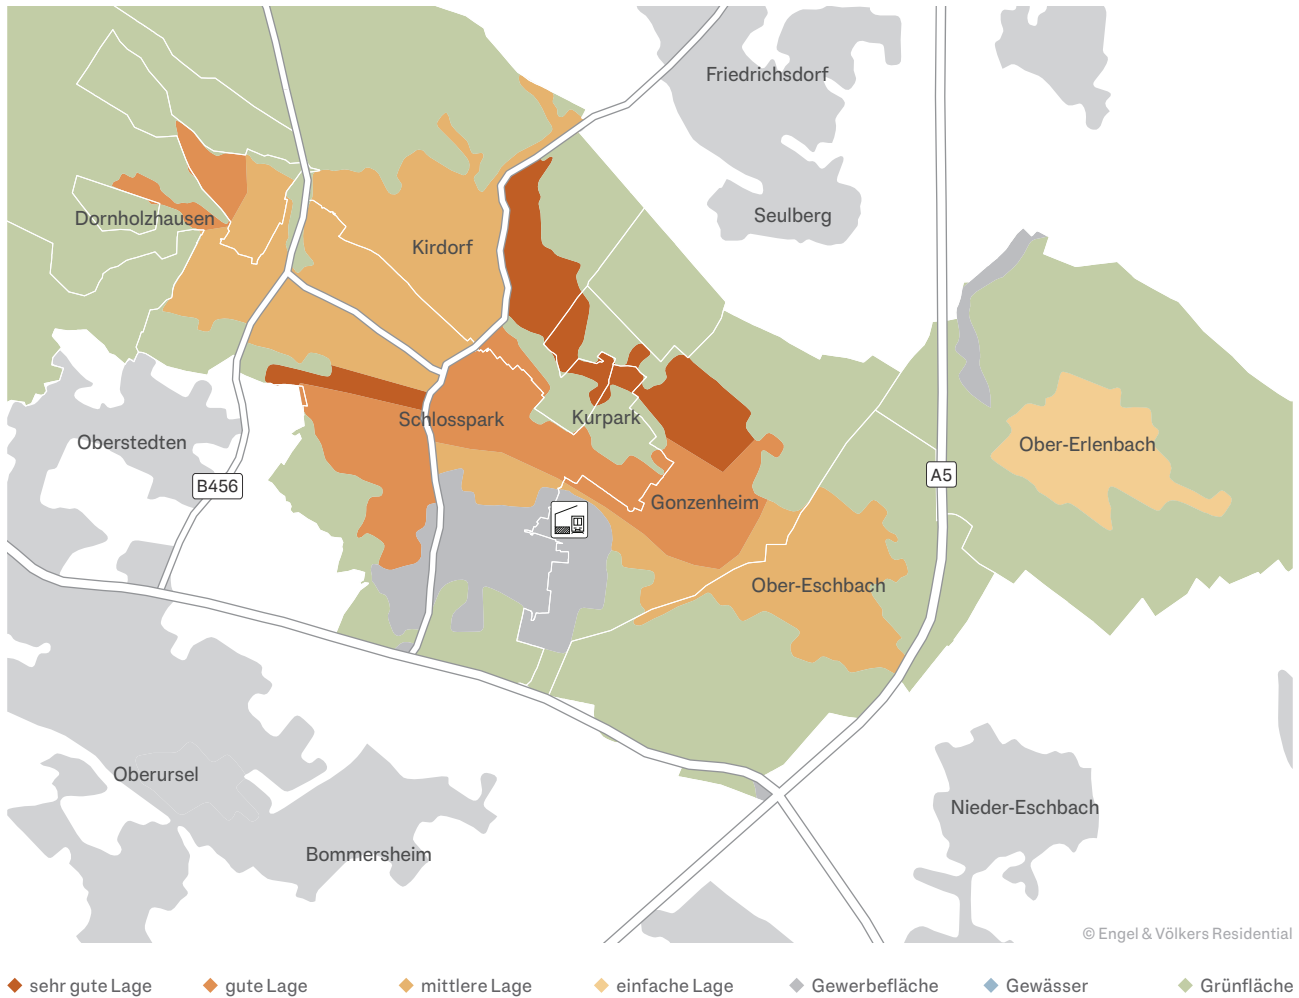 Friedrichsdorf
Seulberg
Dornholzhausen
Kirdorf
Schlosspark
Kurpark
Oberstedten
Ober-Erlenbach
B456
A5
Gonzenheim
Ober-Eschbach
Oberursel
Nieder-Eschbach
Bommersheim
© Engel & Völkers Residential
sehr gute Lage
gute Lage
mittlere Lage
einfache Lage
Gewerbefläche
Gewässer
Grünfläche